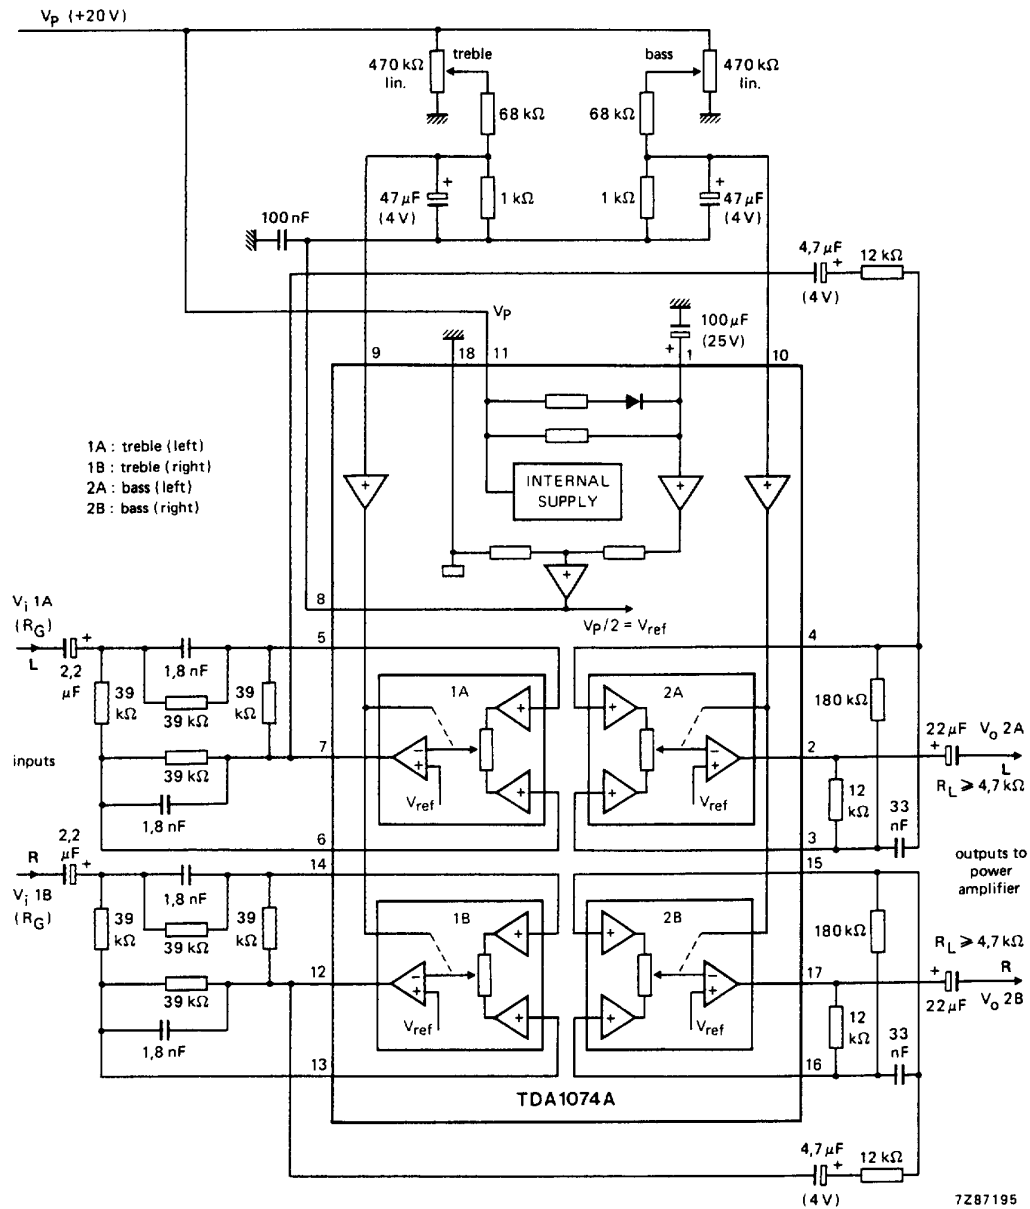 Vp (+20 V)
treble
bass
470 kΩ
lin.
470 kΩ
lin.
68 kΩ
68 kΩ
47 µF
(4 V)
1 kΩ
1 kΩ
47 µF
(4 V)
100 nF
4,7 µF
+
(4 V)
12 kΩ
Vp
100 µF
(25 V)
+
9
18
11
1
10
1A : treble (left)
1B : treble (right)
2A : bass (left)
2B : bass (right)
INTERNAL
SUPPLY
8
Vp/2 = Vref
Vi 1A
(RG)
L
2,2
µF
+
1,8 nF
39
kΩ
39 kΩ
39
kΩ
39 kΩ
1,8 nF
inputs
5
7
6
1A
Vref
2A
Vref
4
2
3
180 kΩ
12
kΩ
33
nF
22 µF
+
Vo 2A
L
RL ⩾ 4,7 kΩ
outputs to
power
amplifier
R
Vi 1B
(RG)
2,2
µF
+
1,8 nF
39
kΩ
39 kΩ
39
kΩ
39 kΩ
1,8 nF
14
12
13
1B
Vref
2B
Vref
15
17
16
180 kΩ
12
kΩ
33
nF
RL ⩾ 4,7 kΩ
+
22 µF
R
Vo 2B
TDA1074A
4,7 µF
+
(4 V)
12 kΩ
7Z87195